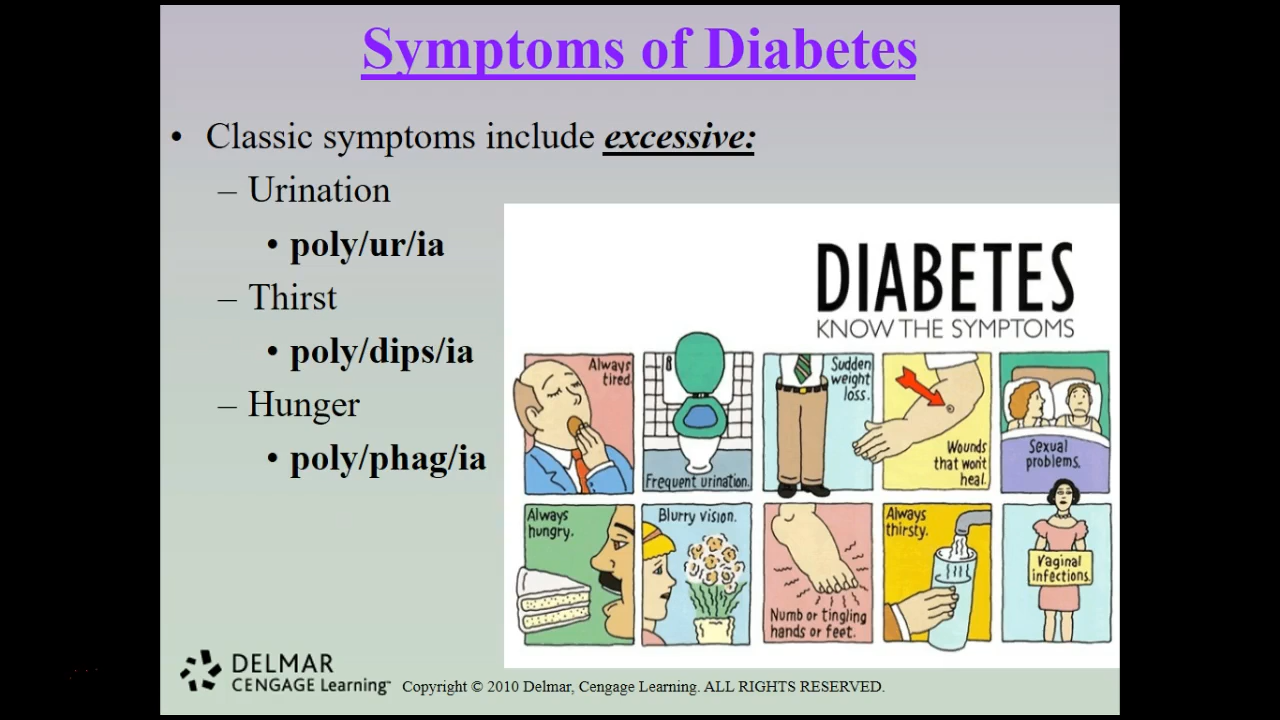 Symptoms of Diabetes
• Classic symptoms include excessive:
– Urination
• poly/ur/ia
– Thirst
• poly/dips/ia
– Hunger
• poly/phag/ia
DIABETES
KNOW THE SYMPTOMS
Always
tired.
Frequent urination.
Sudden
weight
loss.
Wounds
that won't
heal.
Sexual
problems.
Always
hungry.
Blurry vision.
Numb or tingling
hands or feet.
Always
thirsty.
Vaginal
infections.
DELMAR
CENGAGE Learning™
Copyright © 2010 Delmar, Cengage Learning. ALL RIGHTS RESERVED.